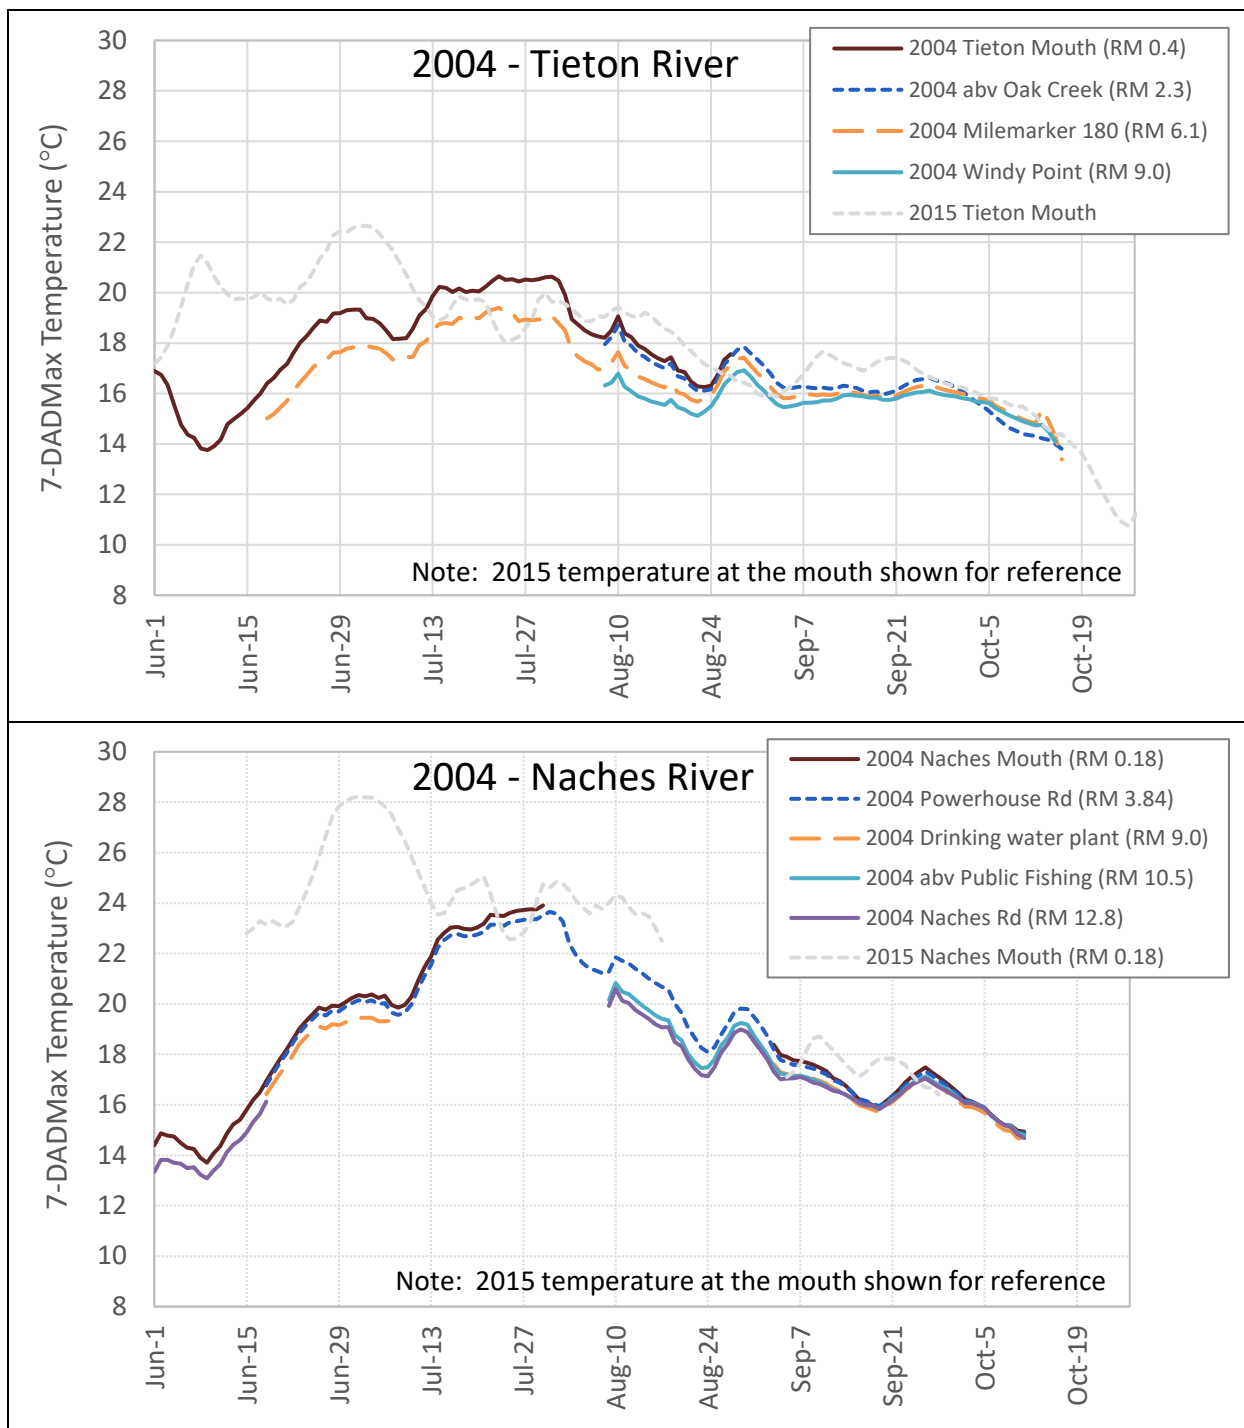 2004 - Tieton River
2004 Tieton Mouth (RM 0.4)
2004 abv Oak Creek (RM 2.3)
2004 Milemarker 180 (RM 6.1)
2004 Windy Point (RM 9.0)
2015 Tieton Mouth
7-DADMax Temperature (°C)
30
28
26
24
22
20
18
16
14
12
10
8
Note: 2015 temperature at the mouth shown for reference
Jun-1
Jun-15
Jun-29
Jul-13
Jul-27
Aug-10
Aug-24
Sep-7
Sep-21
Oct-5
Oct-19
2004 - Naches River
2004 Naches Mouth (RM 0.18)
2004 Powerhouse Rd (RM 3.84)
2004 Drinking water plant (RM 9.0)
2004 abv Public Fishing (RM 10.5)
2004 Naches Rd (RM 12.8)
2015 Naches Mouth (RM 0.18)
7-DADMax Temperature (°C)
30
28
26
24
22
20
18
16
14
12
10
8
Note: 2015 temperature at the mouth shown for reference
Jun-1
Jun-15
Jun-29
Jul-13
Jul-27
Aug-10
Aug-24
Sep-7
Sep-21
Oct-5
Oct-19